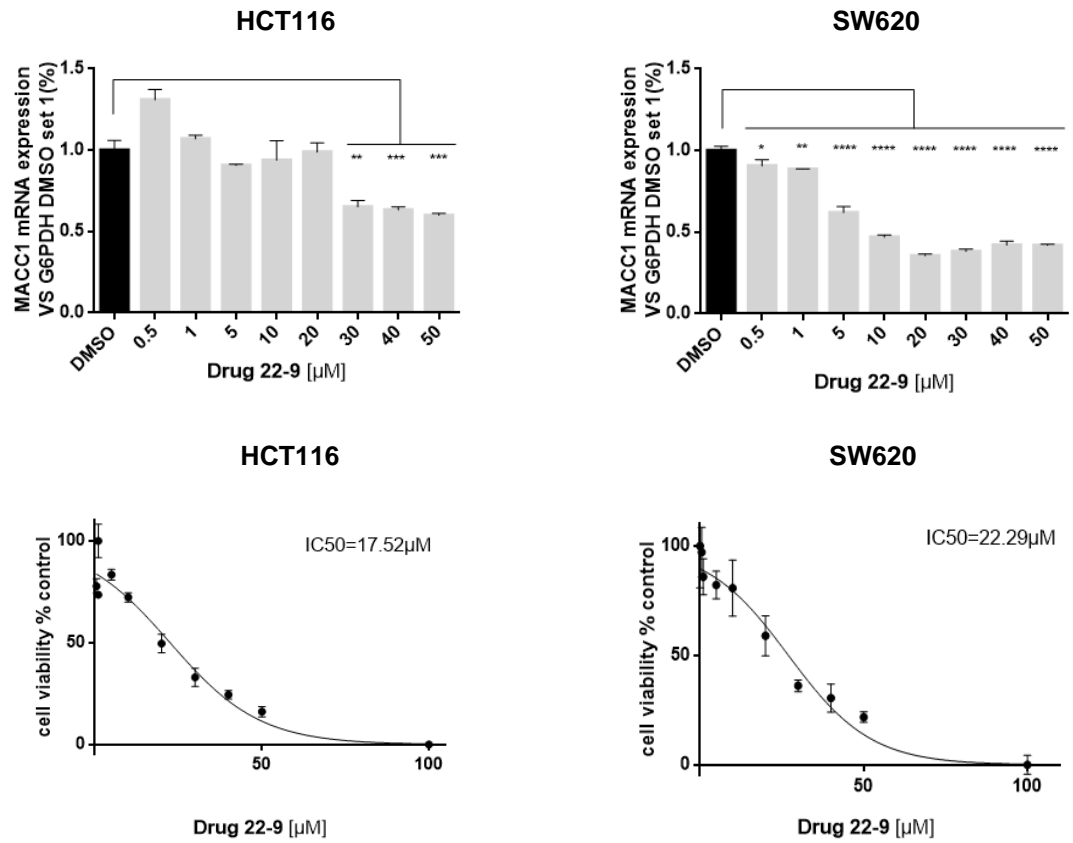 HCT116
MACC1 mRNA expression
VS G6PDH DMSO set 1(%)
1.5
1.0
0.5
0.0
** *** ***
DMSO 0.5 1 5 10 20 30 40 50
Drug 22-9 [µM]
SW620
MACC1 mRNA expression
VS G6PDH DMSO set 1(%)
1.5
1.0
0.5
0.0
* ** **** **** **** **** **** ****
DMSO 0.5 1 5 10 20 30 40 50
Drug 22-9 [µM]
HCT116
cell viability % control
100
50
0
IC50=17.52µM
50 100
Drug 22-9 [µM]
SW620
cell viability % control
100
50
0
IC50=22.29µM
50 100
Drug 22-9 [µM]